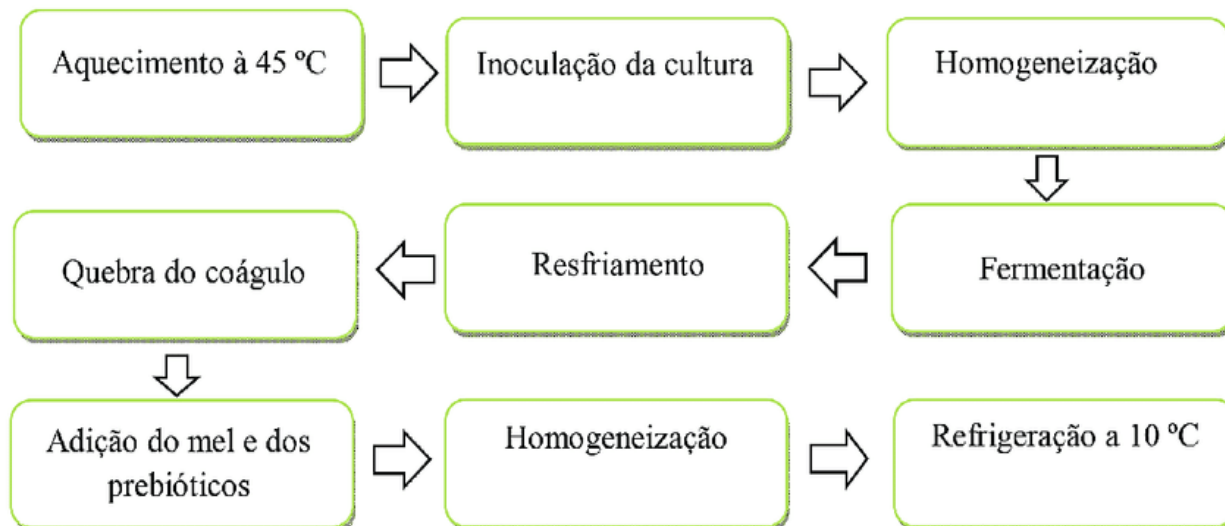 Aquecimento à 45 ºC
Inoculação da cultura
Homogeneização
Fermentação
Resfriamento
Quebra do coágulo
Adição do mel e dos
prebióticos
Homogeneização
Refrigeração a 10 ºC